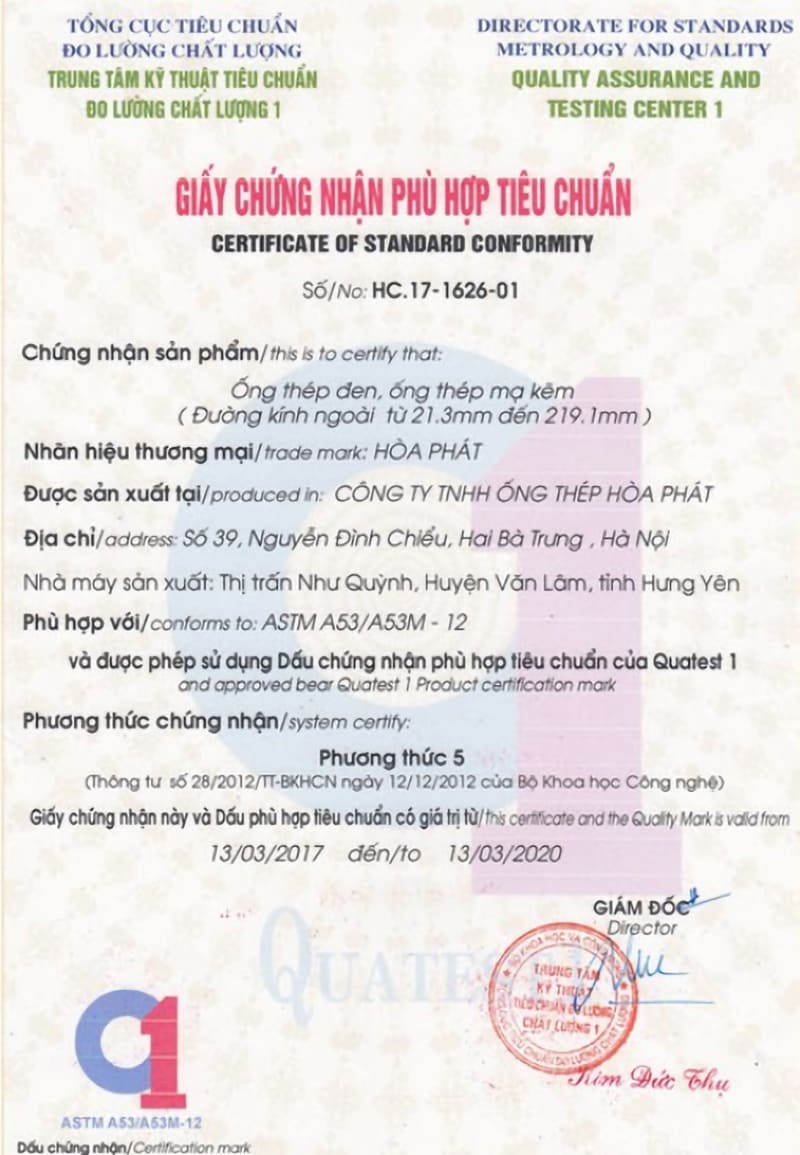 TỔNG CỤC TIÊU CHUẨN
ĐO LƯỜNG CHẤT LƯỢNG
TRUNG TÂM KỸ THUẬT TIÊU CHUẨN
ĐO LƯỜNG CHẤT LƯỢNG 1
DIRECTORATE FOR STANDARDS
METROLOGY AND QUALITY
QUALITY ASSURANCE AND
TESTING CENTER 1
GIẤY CHỨNG NHẬN PHÙ HỢP TIÊU CHUẨN
CERTIFICATE OF STANDARD CONFORMITY
Số/No: HC.17-1626-01
Chứng nhận sản phẩm/this is to certify that:
Ống thép đen, ống thép mạ kẽm
( Đường kính ngoài từ 21.3mm đến 219.1mm )
Nhãn hiệu thương mại/trade mark: HÒA PHÁT
Được sản xuất tại/produced in: CÔNG TY TNHH ỐNG THÉP HÒA PHÁT
Địa chỉ/address: Số 39, Nguyễn Đình Chiểu, Hai Bà Trưng , Hà Nội
Nhà máy sản xuất: Thị trấn Như Quỳnh, Huyện Văn Lâm, tỉnh Hưng Yên
Phù hợp với/conforms to: ASTM A53/A53M - 12
và được phép sử dụng Dấu chứng nhận phù hợp tiêu chuẩn của Quatest 1
and approved bear Quatest 1 Product certification mark
Phương thức chứng nhận/system certify:
Phương thức 5
(Thông tư số 28/2012/TT-BKHCN ngày 12/12/2012 của Bộ Khoa học Công nghệ)
Giấy chứng nhận này và Dấu phù hợp tiêu chuẩn có giá trị từ/this certificate and the Quality Mark is valid from
13/03/2017 đến/to 13/03/2020
GIÁM ĐỐC
Director
QUATEST
TRUNG TÂM
KỸ THUẬT
TIÊU CHUẨN ĐO LƯỜNG
CHẤT LƯỢNG 1
Kim Đức Thụ
ASTM A53/A53M-12
Dấu chứng nhận/Certification mark